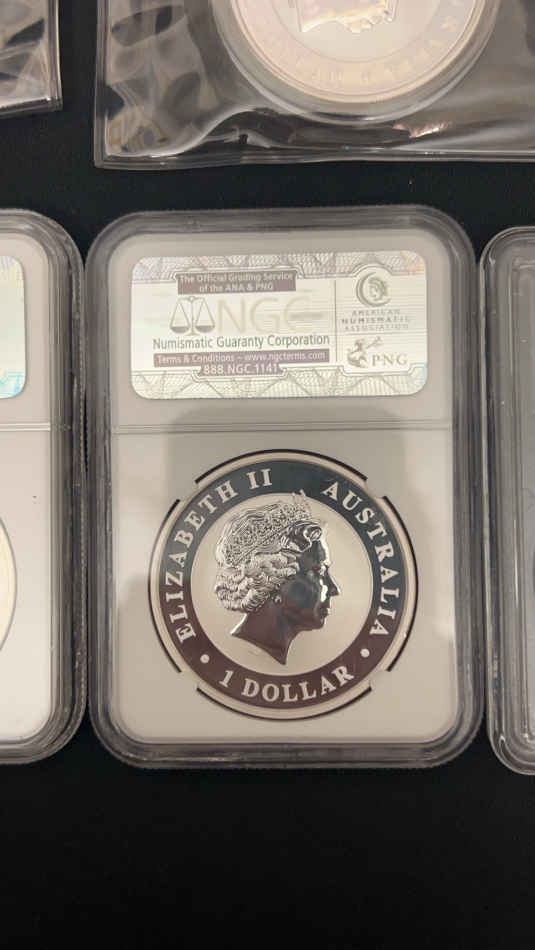 The Official Grading Service
of the ANA & PNG
NGC
Numismatic Guaranty Corporation
Terms & Conditions – www.ngcterms.com
888.NGC.1141
AMERICAN
NUMISMATIC
ASSOCIATION
PNG
ELIZABETH II AUSTRALIA
• 1 DOLLAR •